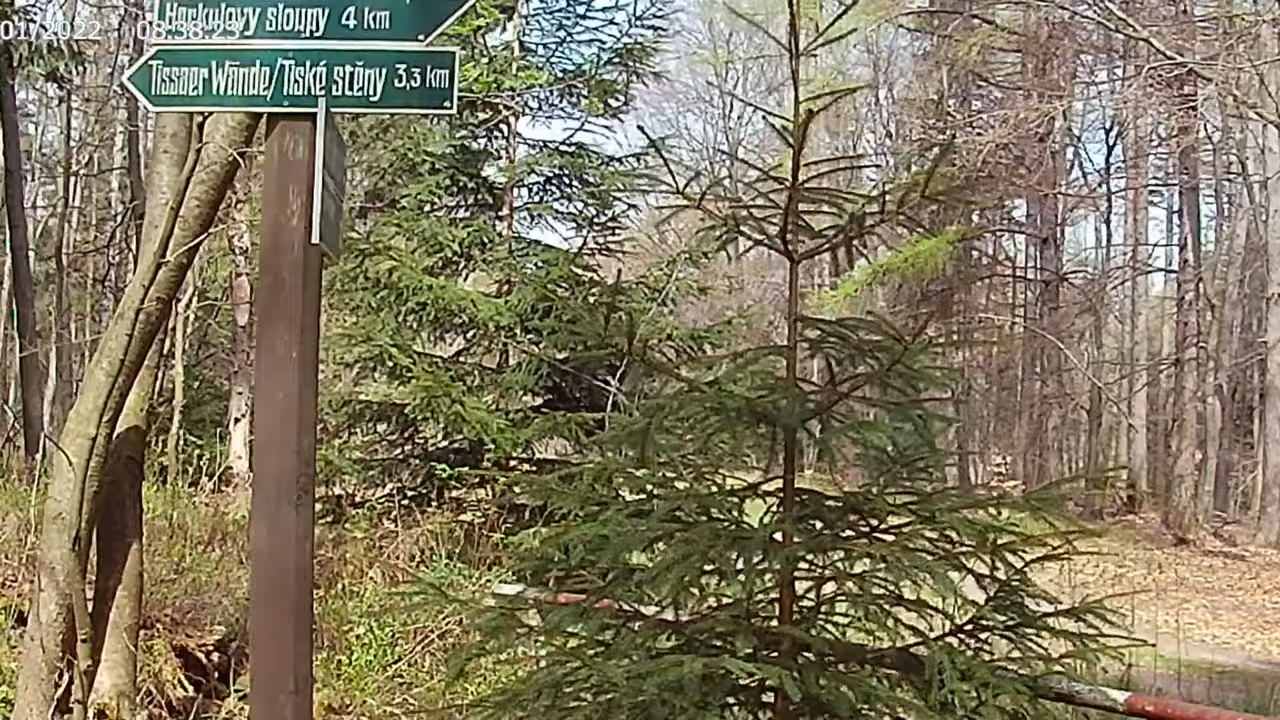 Herkulovy sloupy 4 km
01/2022 08:38:23
Tissaer Wände/Tiské stěny 3,3 km